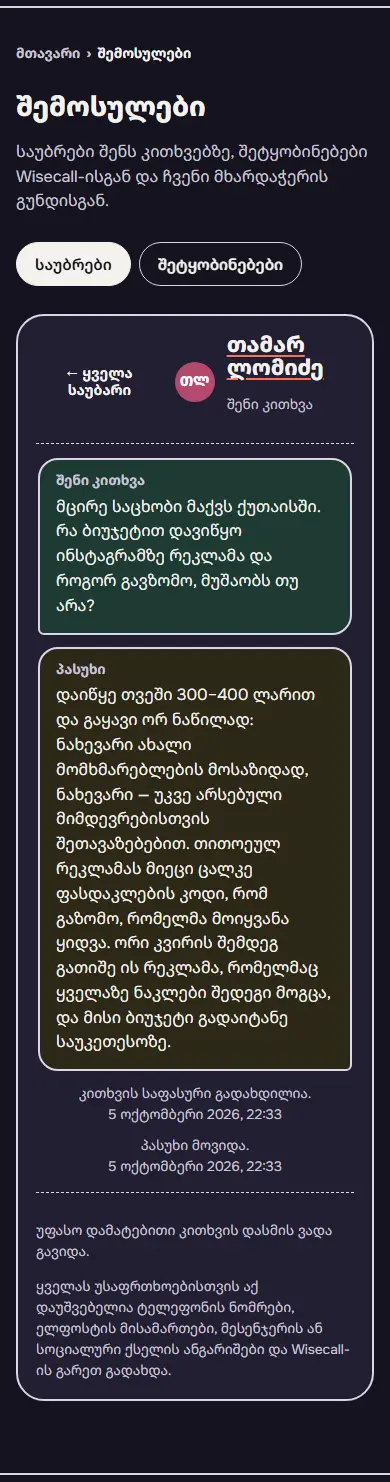 მთავარი › შემოსულები
შემოსულები
საუბრები შენს კითხვებზე, შეტყობინებები
Wisecall-ისგან და ჩვენი მხარდაჭერის
გუნდისგან.
საუბრები
შეტყობინებები
← ყველა
საუბარი
თლ
თამარ
ლომიძე
შენი კითხვა
შენი კითხვა
მცირე საცხობი მაქვს ქუთაისში.
რა ბიუჯეტით დავიწყო
ინსტაგრამზე რეკლამა და
როგორ გავზომო, მუშაობს თუ
არა?
პასუხი
დაიწყე თვეში 300–400 ლარით
და გაყავი ორ ნაწილად:
ნახევარი ახალი
მომხმარებლების მოსაზიდად,
ნახევარი — უკვე არსებული
მიმდევრებისთვის
შეთავაზებებით. თითოეულ
რეკლამას მიეცი ცალკე
ფასდაკლების კოდი, რომ
გაზომო, რომელმა მოიყვანა
ყიდვა. ორი კვირის შემდეგ
გათიშე ის რეკლამა, რომელმაც
ყველაზე ნაკლები შედეგი მოგცა,
და მისი ბიუჯეტი გადაიტანე
საუკეთესოზე.
კითხვის საფასური გადახდილია.
5 ოქტომბერი 2026, 22:33
პასუხი მოვიდა.
5 ოქტომბერი 2026, 22:33
უფასო დამატებითი კითხვის დასმის ვადა
გავიდა.
ყველას უსაფრთხოებისთვის აქ
დაუშვებელია ტელეფონის ნომრები,
ელფოსტის მისამართები, მესენჯერის ან
სოციალური ქსელის ანგარიშები და Wisecall-
ის გარეთ გადახდა.